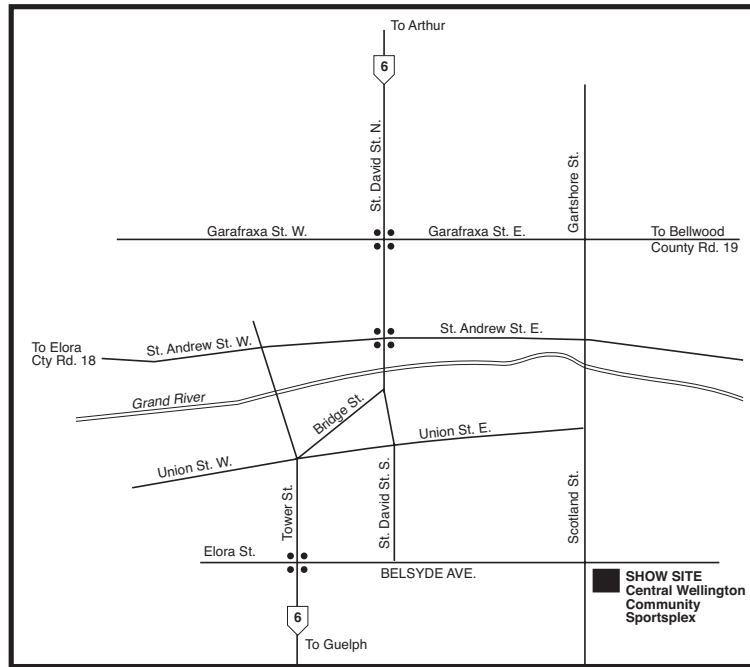 To Arthur
6
St. David St. N.
Gartshore St.
Garafraxa St. W.
Garafraxa St. E.
To Bellwood
County Rd. 19
To Elora
Cty Rd. 18
St. Andrew St. W.
St. Andrew St. E.
Grand River
Bridge St.
Union St. W.
Union St. E.
Tower St.
St. David St. S.
Scotland St.
Elora St.
BELSYDE AVE.
SHOW SITE
Central Wellington
Community
Sportsplex
6
To Guelph